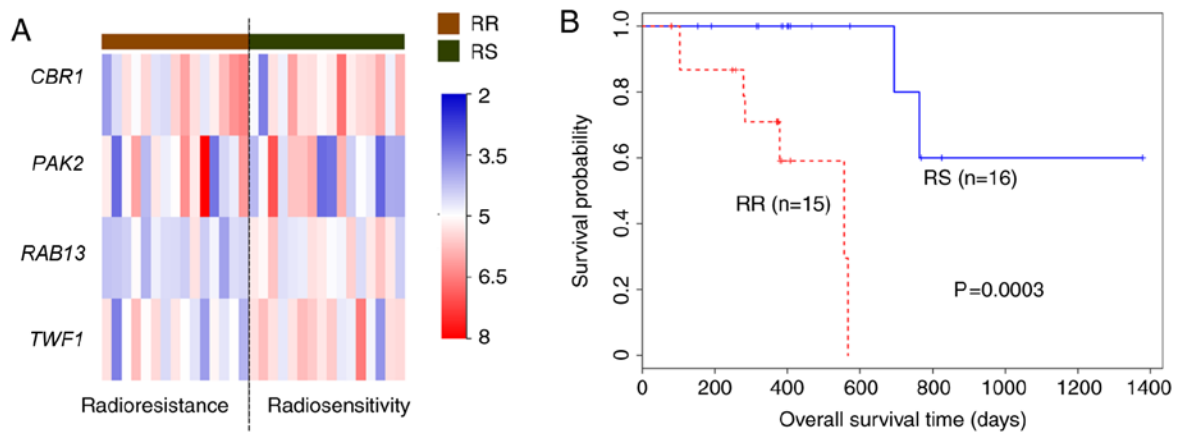 A
RR
RS
CBR1
PAK2
RAB13
TWF1
2
3.5
5
6.5
8
Radioresistance
Radiosensitivity
B
Survival probability
1.0
0.8
0.6
0.4
0.2
0
RS (n=16)
RR (n=15)
P=0.0003
0 200 400 600 800 1000 1200 1400
Overall survival time (days)